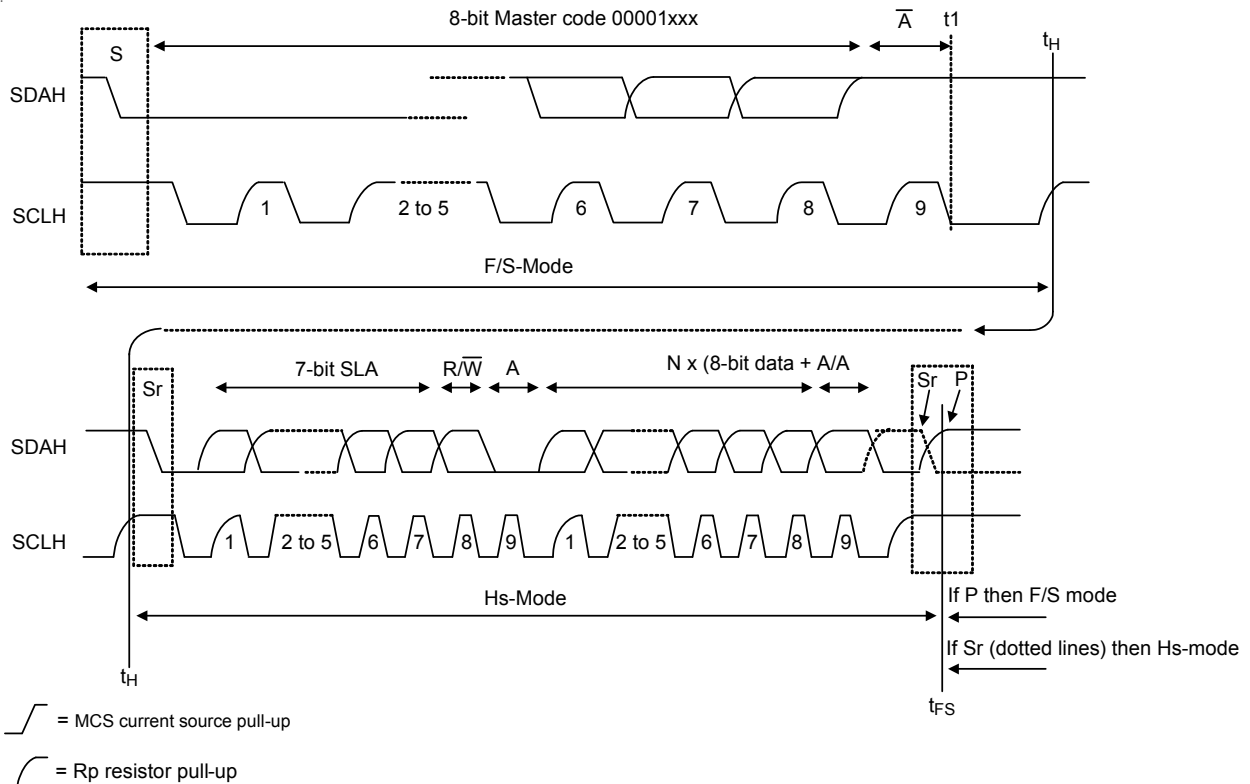 8-bit Master code 00001xxx
A̅
t1
S
tH
SDAH
SCLH
1
2 to 5
6
7
8
9
F/S-Mode
7-bit SLA
R/W̅
A
N x (8-bit data + A/A
Sr
Sr
P
SDAH
SCLH
1
2 to 5
6
7
8
9
1
2 to 5
6
7
8
9
Hs-Mode
If P then F/S mode
If Sr (dotted lines) then Hs-mode
tH
tFS
= MCS current source pull-up
= Rp resistor pull-up